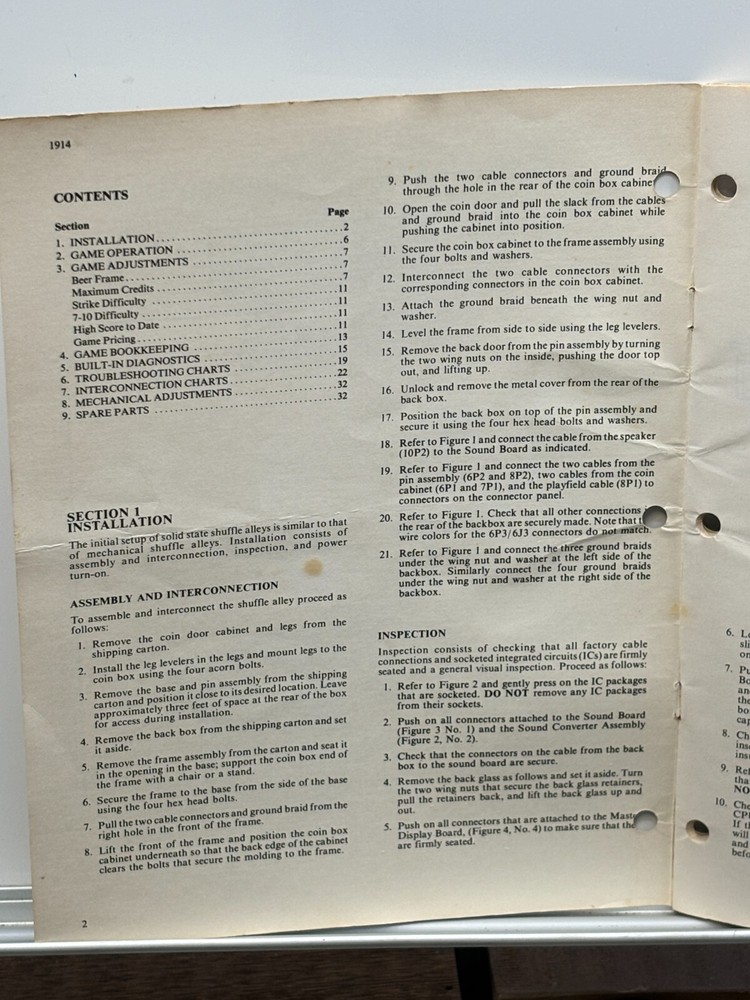 1914
CONTENTS
Page
Section
1. INSTALLATION..................................2
2. GAME OPERATION..............................6
3. GAME ADJUSTMENTS...........................7
Beer Frame......................................7
Maximum Credits.................................7
Strike Difficulty................................11
7-10 Difficulty..................................11
High Score to Date..............................11
Game Pricing....................................11
4. GAME BOOKKEEPING...........................13
5. BUILT-IN DIAGNOSTICS.........................15
6. TROUBLESHOOTING CHARTS....................19
7. INTERCONNECTION CHARTS.....................22
8. MECHANICAL ADJUSTMENTS....................32
9. SPARE PARTS..................................32
SECTION 1
INSTALLATION
The initial setup of solid state shuffle alleys is similar to that
of mechanical shuffle alleys. Installation consists of
assembly and interconnection, inspection, and power
turn-on.
ASSEMBLY AND INTERCONNECTION
To assemble and interconnect the shuffle alley proceed as
follows:
1. Remove the coin door cabinet and legs from the
shipping carton.
2. Install the leg levelers in the legs and mount legs to the
coin box using the four acorn bolts.
3. Remove the base and pin assembly from the shipping
carton and position it close to its desired location. Leave
approximately three feet of space at the rear of the box
for access during installation.
4. Remove the back box from the shipping carton and set
it aside.
5. Remove the frame assembly from the carton and seat it
in the opening in the base; support the coin box end of
the frame with a chair or a stand.
6. Secure the frame to the base from the side of the base
using the four hex head bolts.
7. Pull the two cable connectors and ground braid from the
right hole in the front of the frame.
8. Lift the front of the frame and position the coin box
cabinet underneath so that the back edge of the cabinet
clears the bolts that secure the molding to the frame.
2
9. Push the two cable connectors and ground braid
through the hole in the rear of the coin box cabinet
10. Open the coin door and pull the slack from the cables
and ground braid into the coin box cabinet while
pushing the cabinet into position.
11. Secure the coin box cabinet to the frame assembly using
the four bolts and washers.
12. Interconnect the two cable connectors with the
corresponding connectors in the coin box cabinet.
13. Attach the ground braid beneath the wing nut and
washer.
14. Level the frame from side to side using the leg levelers.
15. Remove the back door from the pin assembly by turning
the two wing nuts on the inside, pushing the door top
out, and lifting up.
16. Unlock and remove the metal cover from the rear of the
back box.
17. Position the back box on top of the pin assembly and
secure it using the four hex head bolts and washers.
18. Refer to Figure 1 and connect the cable from the speaker
(10P2) to the Sound Board as indicated.
19. Refer to Figure 1 and connect the two cables from the
pin assembly (6P2 and 8P2), two cables from the coin
cabinet (6P1 and 7P1), and the playfield cable (8P1) to
connectors on the connector panel.
20. Refer to Figure 1. Check that all other connections
the rear of the backbox are securely made. Note that
wire colors for the 6P3/6J3 connectors do not match.
21. Refer to Figure 1 and connect the three ground braids
under the wing nut and washer at the left side of the
backbox. Similarly connect the four ground braids
under the wing nut and washer at the right side of the
backbox.
INSPECTION
Inspection consists of checking that all factory cable
connections and socketed integrated circuits (ICs) are firmly
seated and a general visual inspection. Proceed as follows:
1. Refer to Figure 2 and gently press on the IC packages
that are socketed. DO NOT remove any IC packages
from their sockets.
2. Push on all connectors attached to the Sound Board
(Figure 3 No. 1) and the Sound Converter Assembly
(Figure 2, No. 2).
3. Check that the connectors on the cable from the back
box to the sound board are secure.
4. Remove the back glass as follows and set it aside. Turn
the two wing nuts that secure the back glass retainers,
pull the retainers back, and lift the back glass up and
out.
5. Push on all connectors that are attached to the Maste
Display Board, (Figure 4, No. 4) to make sure that the
are firmly seated.
6.
7.
8.
9.
10.